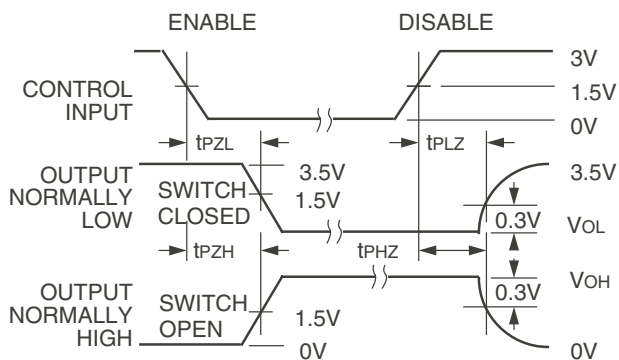 ENABLE DISABLE
3V
CONTROL
INPUT
1.5V
0V
tPZL tPLZ
OUTPUT
NORMALLY
LOW
SWITCH
CLOSED
3.5V
1.5V
3.5V
0.3V
VOL
tPZH tPHZ
OUTPUT
NORMALLY
HIGH
SWITCH
OPEN
1.5V
0V
VOH
0.3V
0V